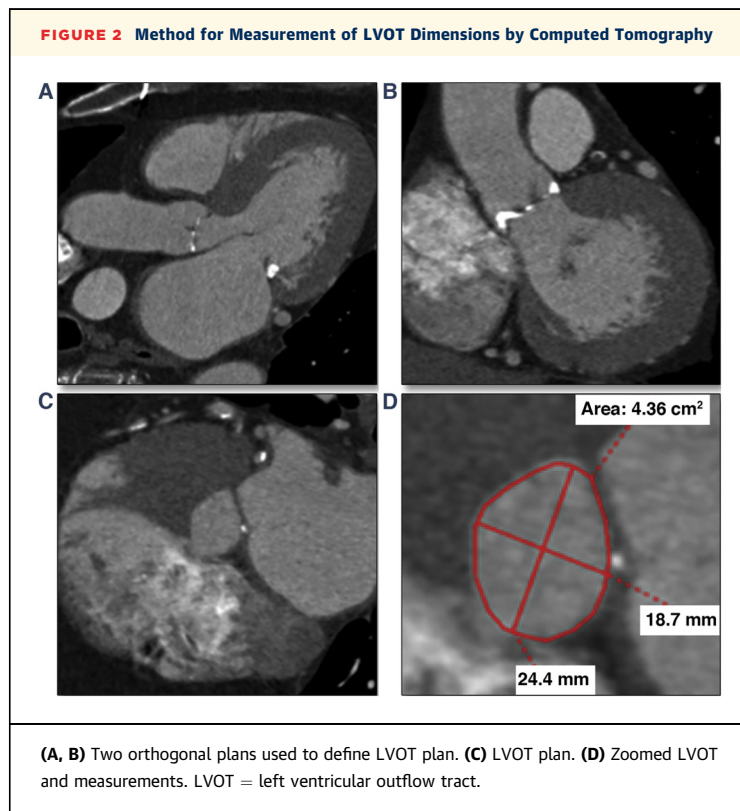 FIGURE 2 Method for Measurement of LVOT Dimensions by Computed Tomography
A
B
C
D
Area: 4.36 cm²
18.7 mm
24.4 mm
(A, B) Two orthogonal plans used to define LVOT plan. (C) LVOT plan. (D) Zoomed LVOT
and measurements. LVOT = left ventricular outflow tract.